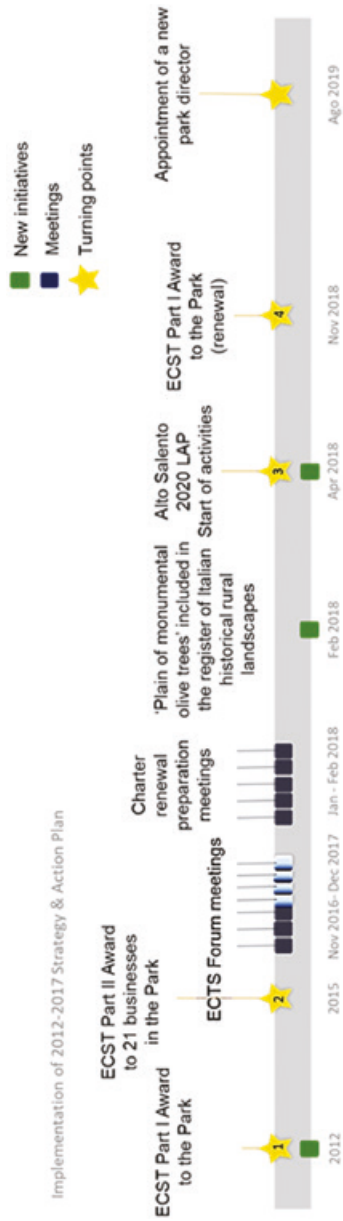 Implementation of 2012-2017 Strategy & Action Plan
New initiatives
Meetings
Turning points
ECST Part I Award
to the Park
ECST Part II Award
to 21 businesses
in the Park
ECTS Forum meetings
Charter
renewal
preparation
meetings
'Plain of monumental
olive trees' included in
the register of Italian
historical rural
landscapes
Alto Salento
2020 LAP
Start of activities
ECST Part I Award
to the Park
(renewal)
Appointment of a new
park director
1
2
3
4
2012
2015
Nov 2016- Dec 2017
Jan - Feb 2018
Feb 2018
Apr 2018
Nov 2018
Ago 2019